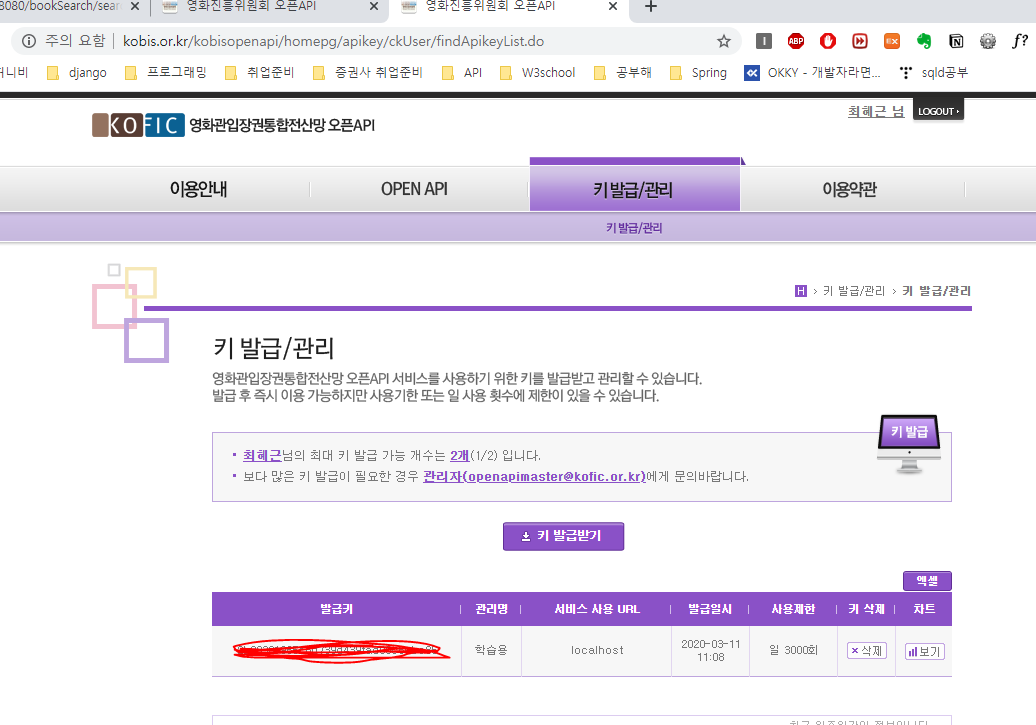 8080/bookSearch/sear
영화진흥위원회 오픈API
영화진흥위원회 오픈API
주의 요함 kobis.or.kr/kobisopenapi/homepg/apikey/ckUser/findApikeyList.do
ABP EX f?
커니비 django 프로그래밍 취업준비 증권사 취업준비 API W3school 공부해 Spring OKKY - 개발자라면... sqld공부
최혜근 님 LOGOUT
KOFIC 영화관입장권통합전산망 오픈API
이용안내 OPEN API 키 발급/관리 이용약관
키 발급/관리
H > 키 발급/관리 > 키 발급/관리
키 발급/관리
영화관입장권통합전산망 오픈API 서비스를 사용하기 위한 키를 발급받고 관리할 수 있습니다.
발급 후 즉시 이용 가능하지만 사용기한 또는 일 사용 횟수에 제한이 있을 수 있습니다.
키 발급
최혜근님의 최대 키 발급 가능 개수는 2개(1/2) 입니다.
보다 많은 키 발급이 필요한 경우 관리자(openapimaster@kofic.or.kr)에게 문의바랍니다.
키 발급받기
엑셀
발급키 관리명 서비스 사용 URL 발급일시 사용제한 키 삭제 차트
학습용 localhost 2020-03-11 일 3000회 삭제 보기
11:08